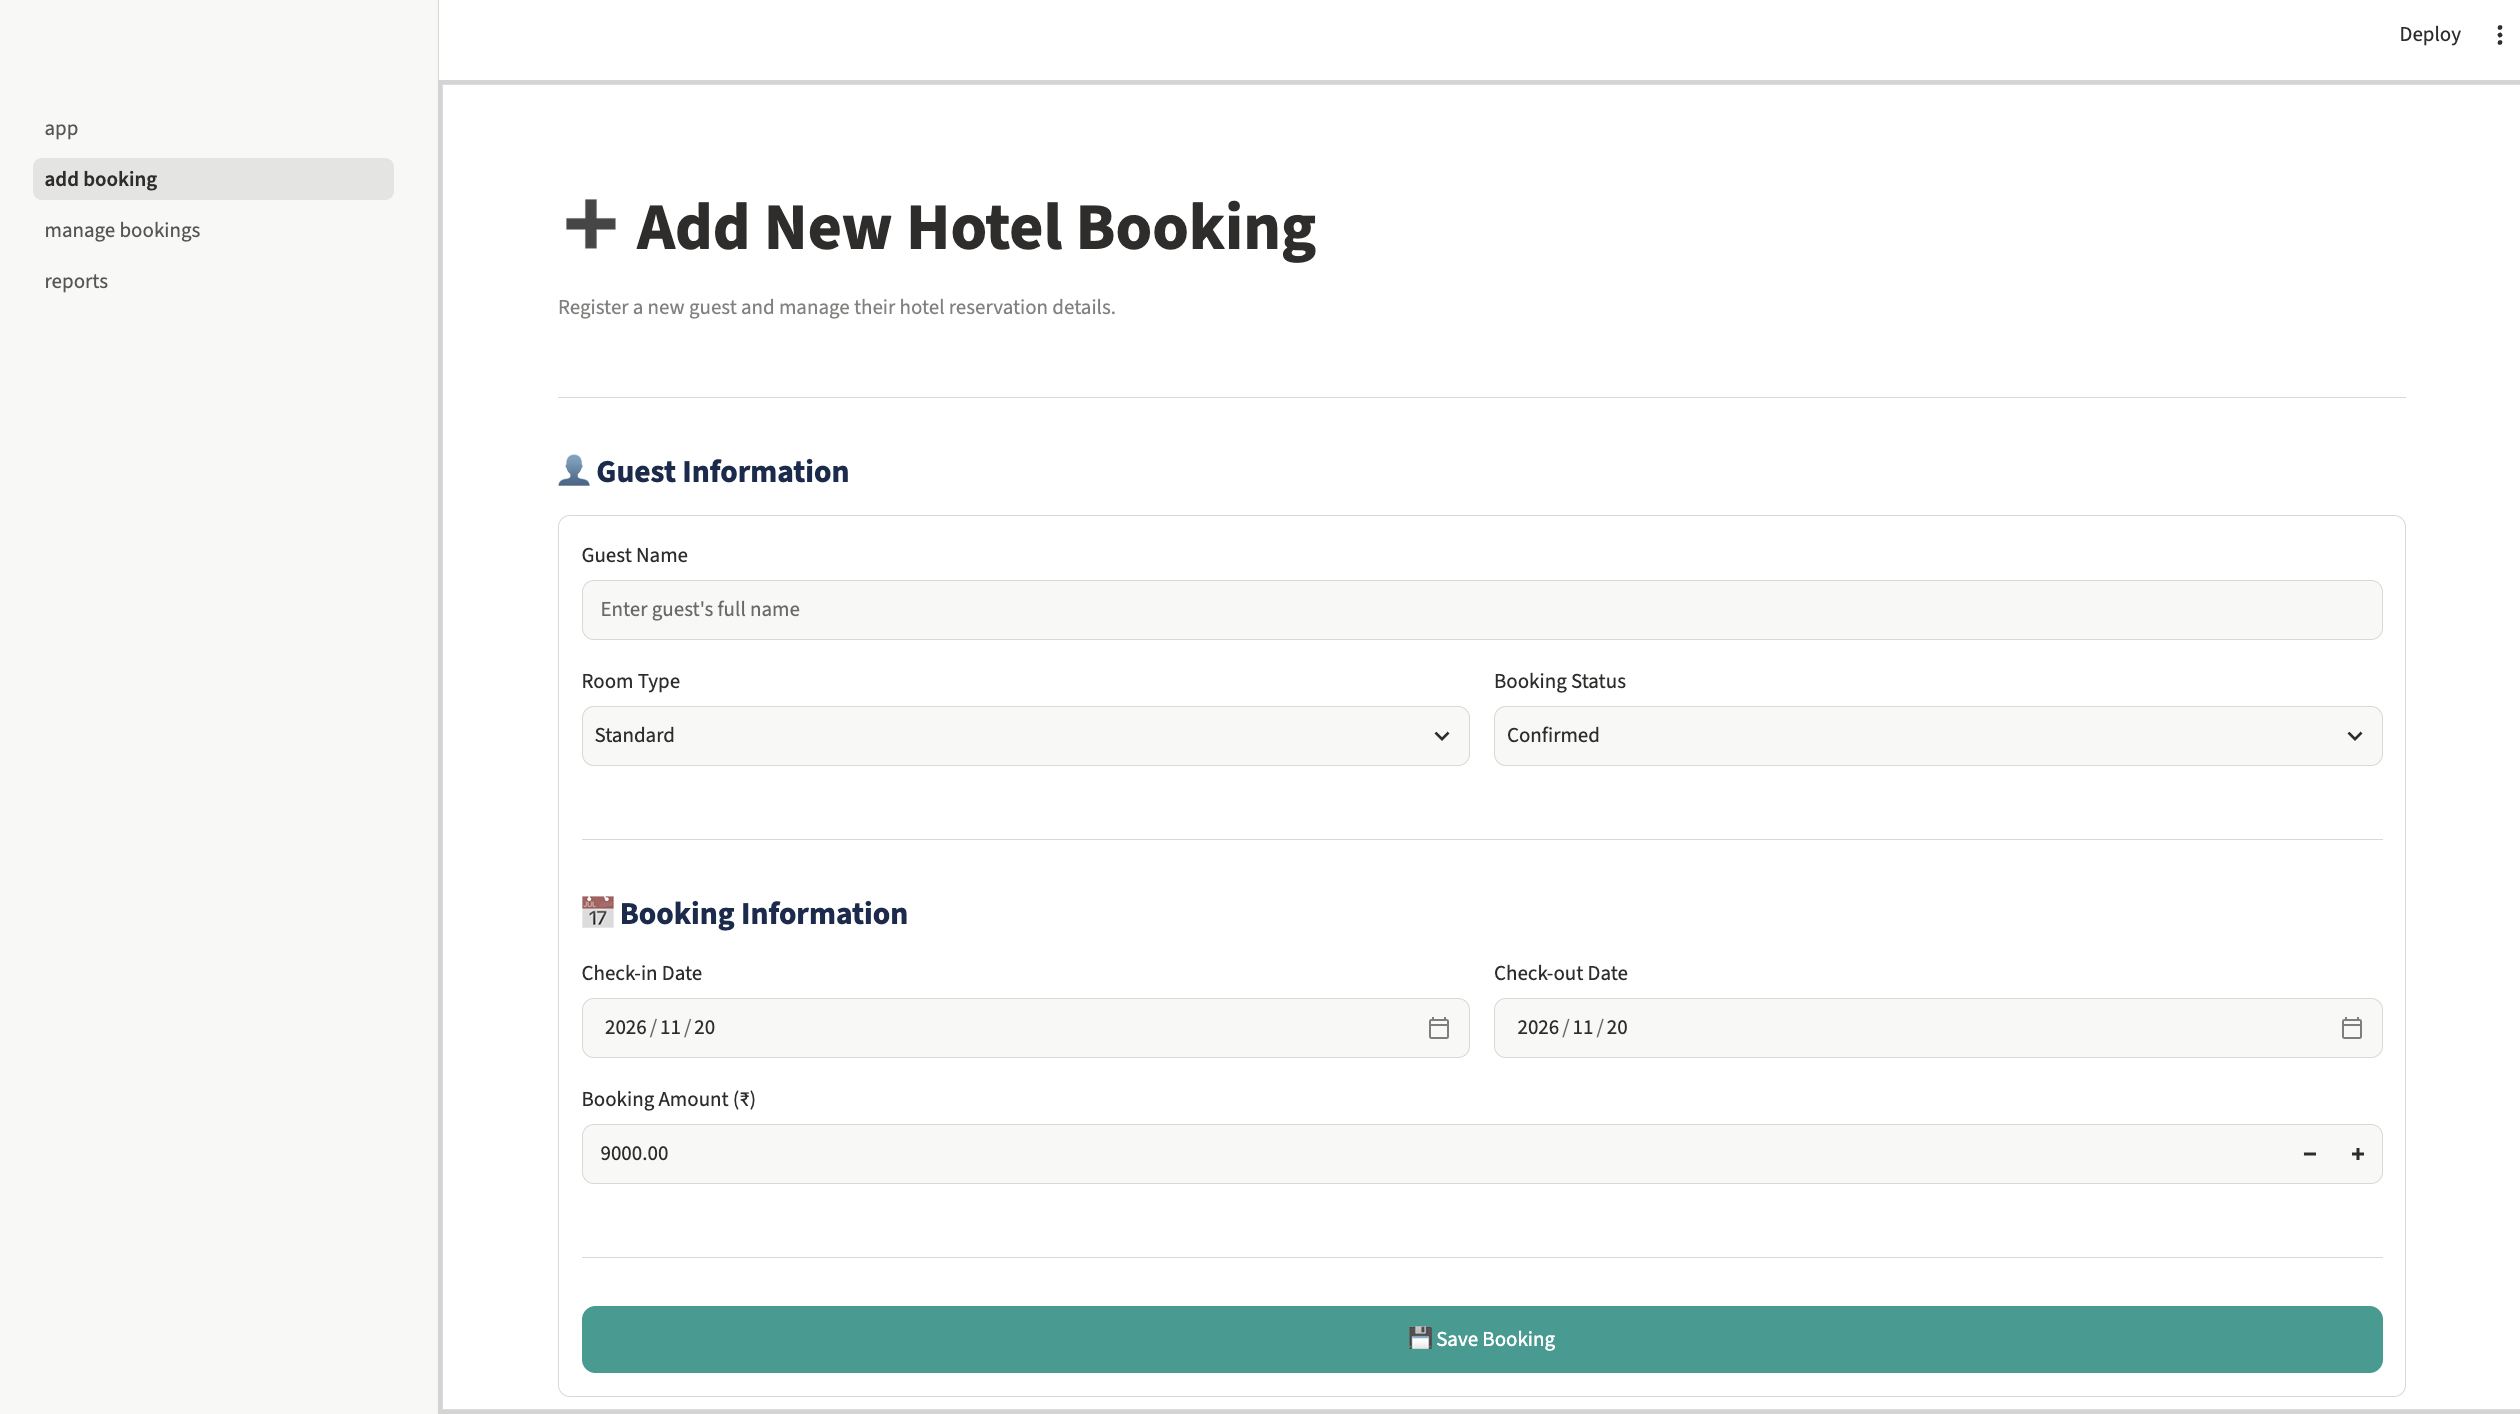 Deploy
app
add booking
manage bookings
reports
➕ Add New Hotel Booking
Register a new guest and manage their hotel reservation details.
👤 Guest Information
Guest Name
Enter guest's full name
Room Type
Booking Status
Standard
Confirmed
📅 Booking Information
Check-in Date
Check-out Date
2026/11/20
2026/11/20
Booking Amount (₹)
9000.00
💾 Save Booking